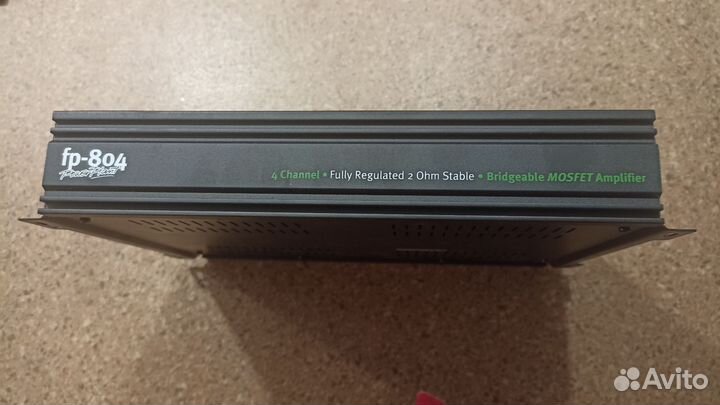 fp-804
4 Channel • Fully Regulated 2 Ohm Stable • Bridgeable MOSFET Amplifier
Avito